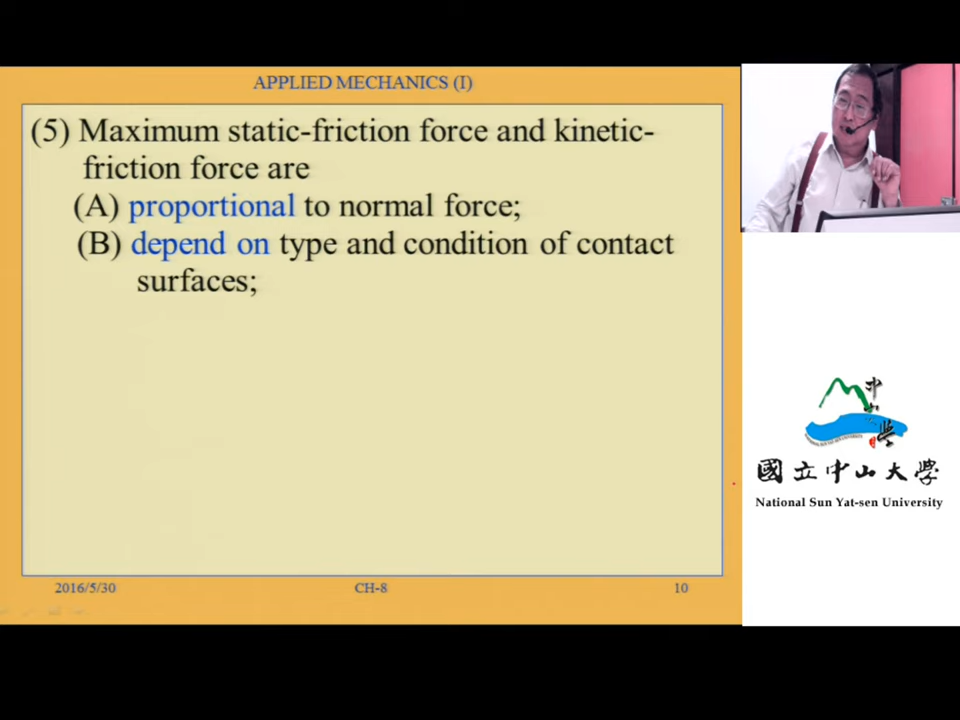 APPLIED MECHANICS (I)
(5) Maximum static-friction force and kinetic-
friction force are
(A) proportional to normal force;
(B) depend on type and condition of contact
surfaces;
2016/5/30
CH-8
10
國立中山大學
National Sun Yat-sen University